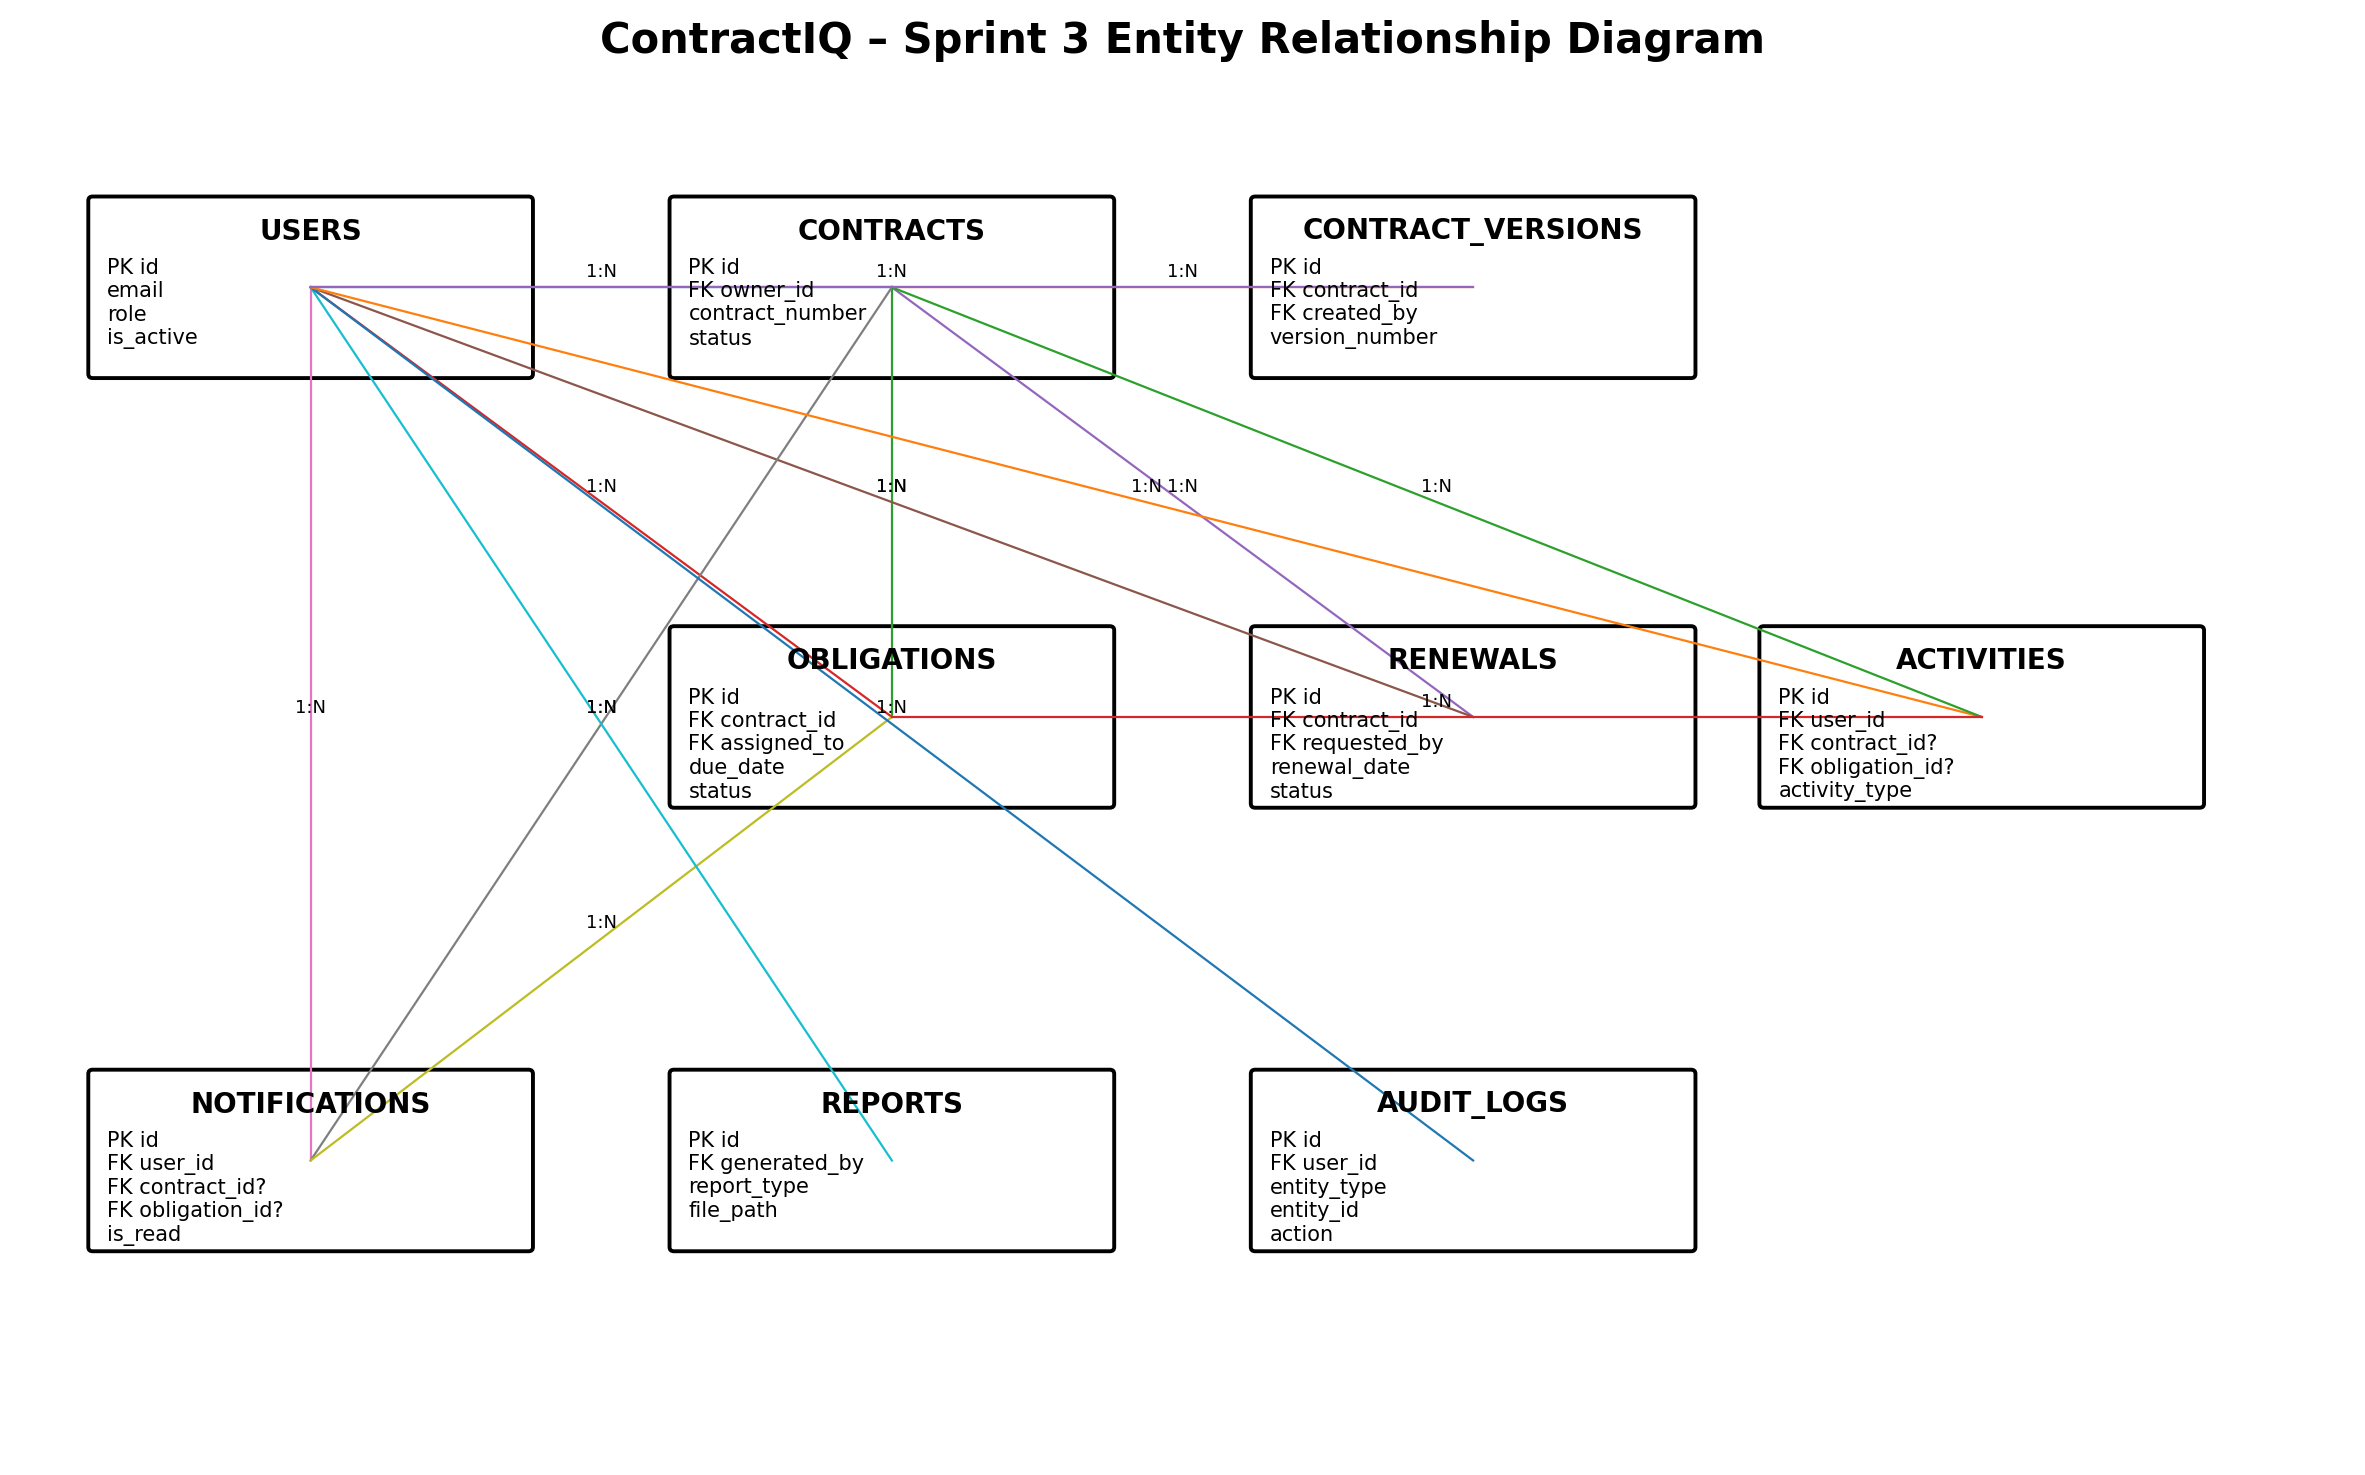 ContractIQ – Sprint 3 Entity Relationship Diagram
USERS
PK id
email
role
is_active
1:N
CONTRACTS
PK id
1:N
FK owner_id
contract_number
status
1:N
CONTRACT_VERSIONS
PK id
FK contract_id
FK created_by
version_number
1:N
1:N
1:N
1:N
1:N
OBLIGATIONS
PK id
FK contract_id
FK assigned_to
due_date
status
RENEWALS
PK id
FK contract_id
FK requested_by
renewal_date
status
1:N
ACTIVITIES
PK id
FK user_id
FK contract_id?
FK obligation_id?
activity_type
1:N
1:N
1:N
1:N
NOTIFICATIONS
PK id
FK user_id
FK contract_id?
FK obligation_id?
is_read
REPORTS
PK id
FK generated_by
report_type
file_path
AUDIT_LOGS
PK id
FK user_id
entity_type
entity_id
action